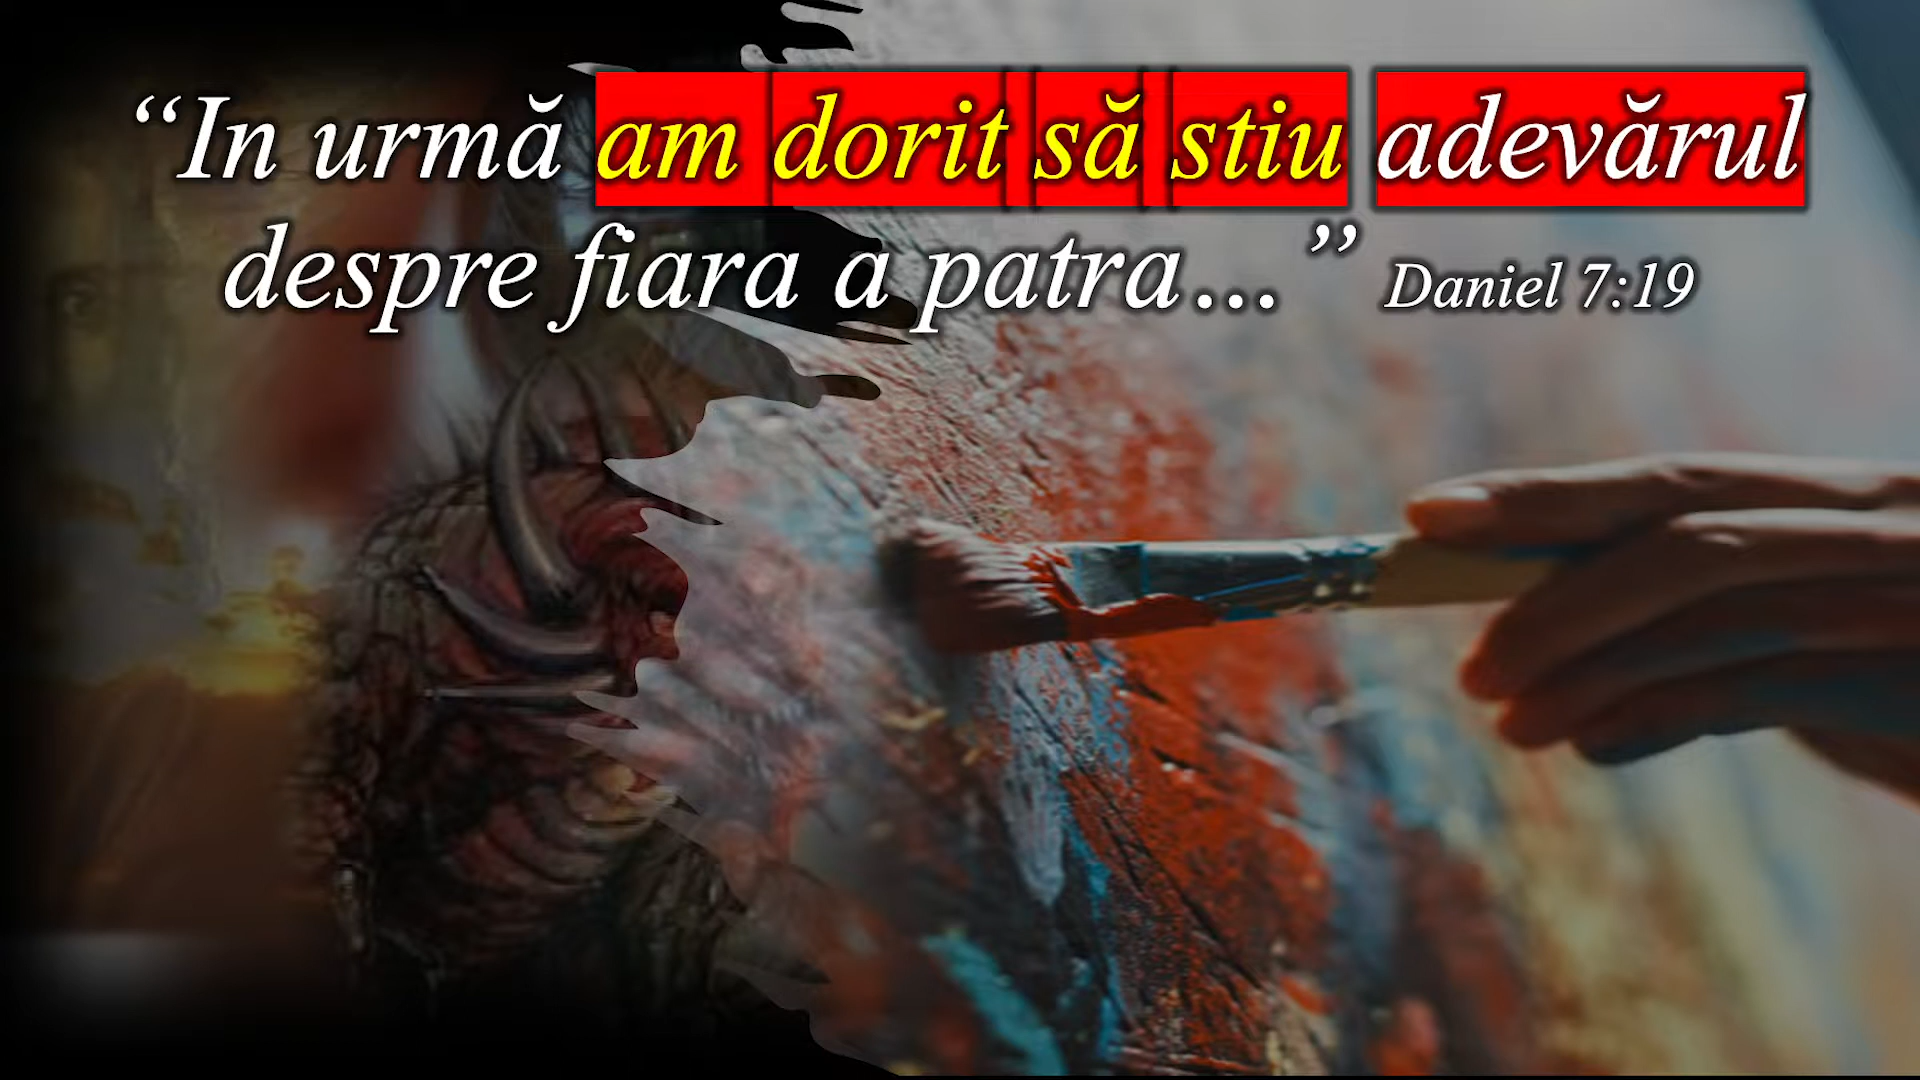 “In urmă am dorit să stiu adevărul
despre fiara a patra...” Daniel 7:19